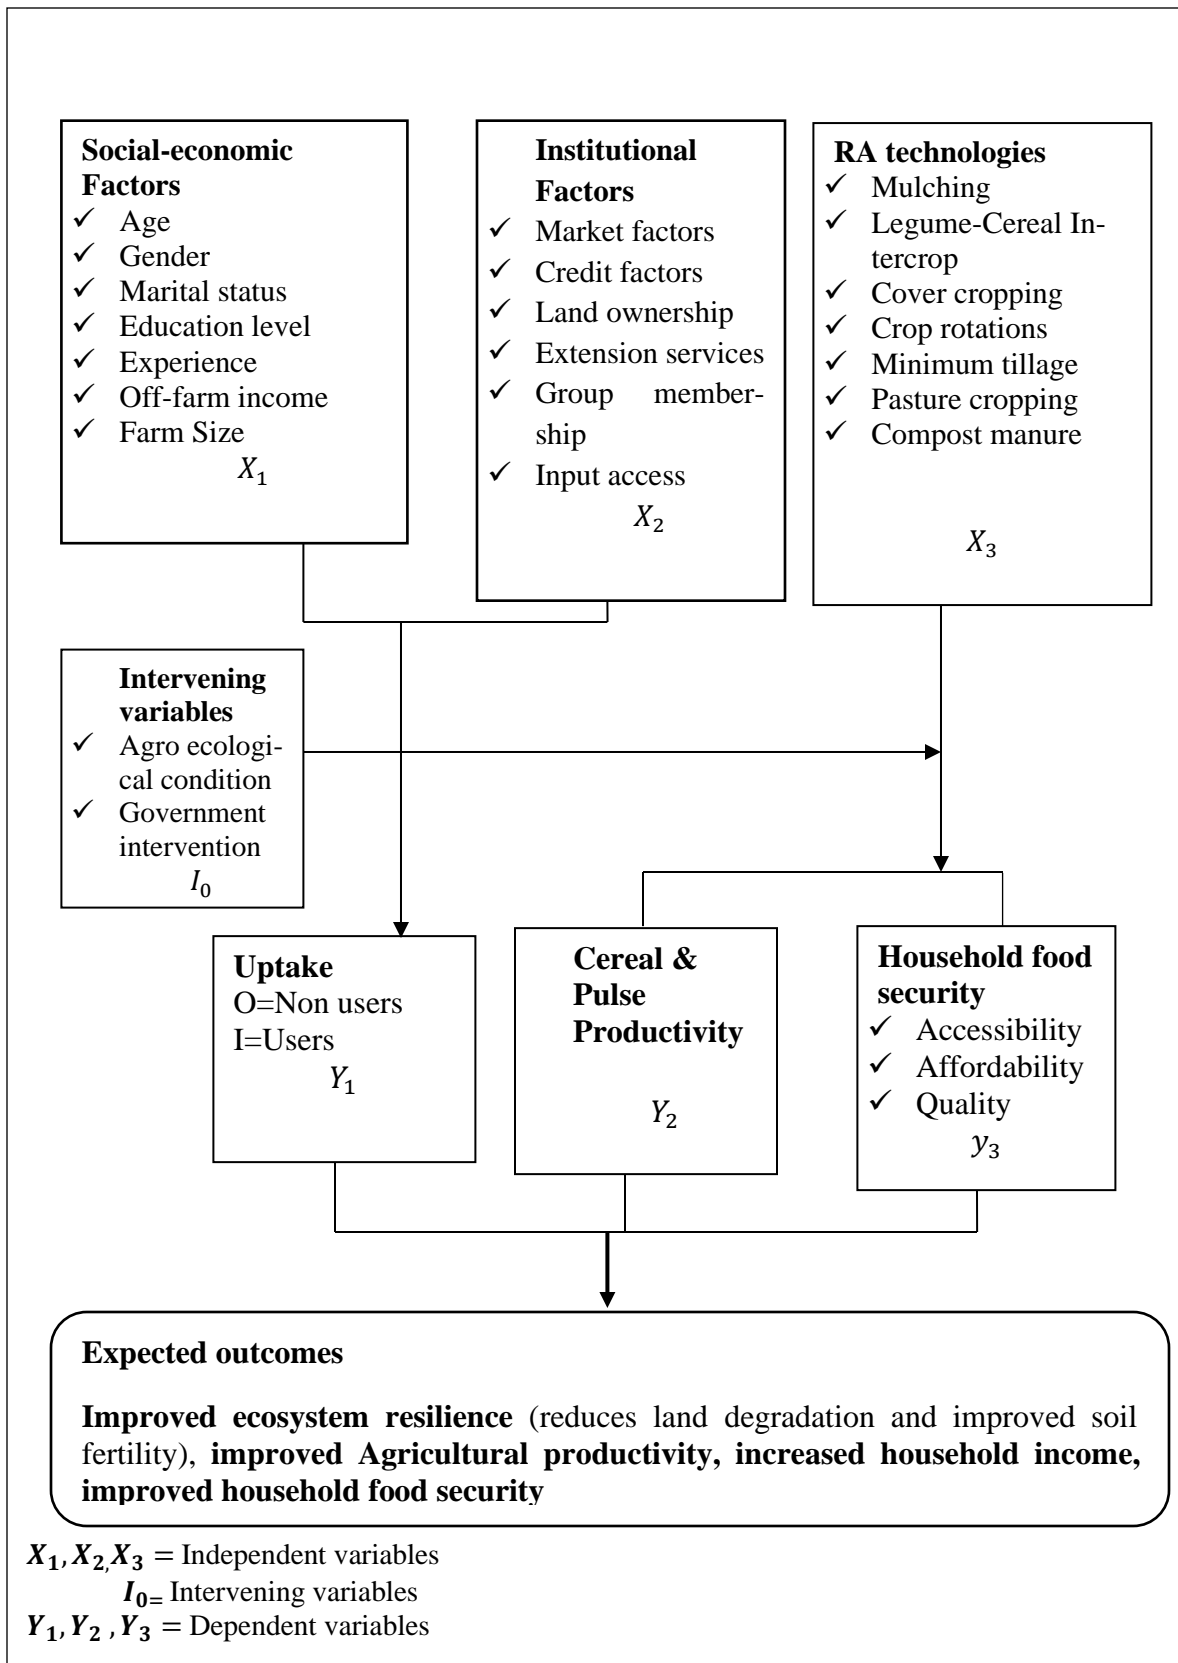 Social-economic
Factors
✓ Age
✓ Gender
✓ Marital status
✓ Education level
✓ Experience
✓ Off-farm income
✓ Farm Size
X₁
Institutional
Factors
✓ Market factors
✓ Credit factors
✓ Land ownership
✓ Extension services
✓ Group member-
ship
✓ Input access
X₂
RA technologies
✓ Mulching
✓ Legume-Cereal In-
tercrop
✓ Cover cropping
✓ Crop rotations
✓ Minimum tillage
✓ Pasture cropping
✓ Compost manure
X₃
Intervening
variables
✓ Agro ecologi-
cal condition
✓ Government
intervention
I₀
Uptake
O=Non users
I=Users
Y₁
Cereal &
Pulse
Productivity
Y₂
Household food
security
✓ Accessibility
✓ Affordability
✓ Quality
y₃
Expected outcomes
Improved ecosystem resilience (reduces land degradation and improved soil
fertility), improved Agricultural productivity, increased household income,
improved household food security
X₁, X₂, X₃ = Independent variables
I₀₌ Intervening variables
Y₁, Y₂ , Y₃ = Dependent variables